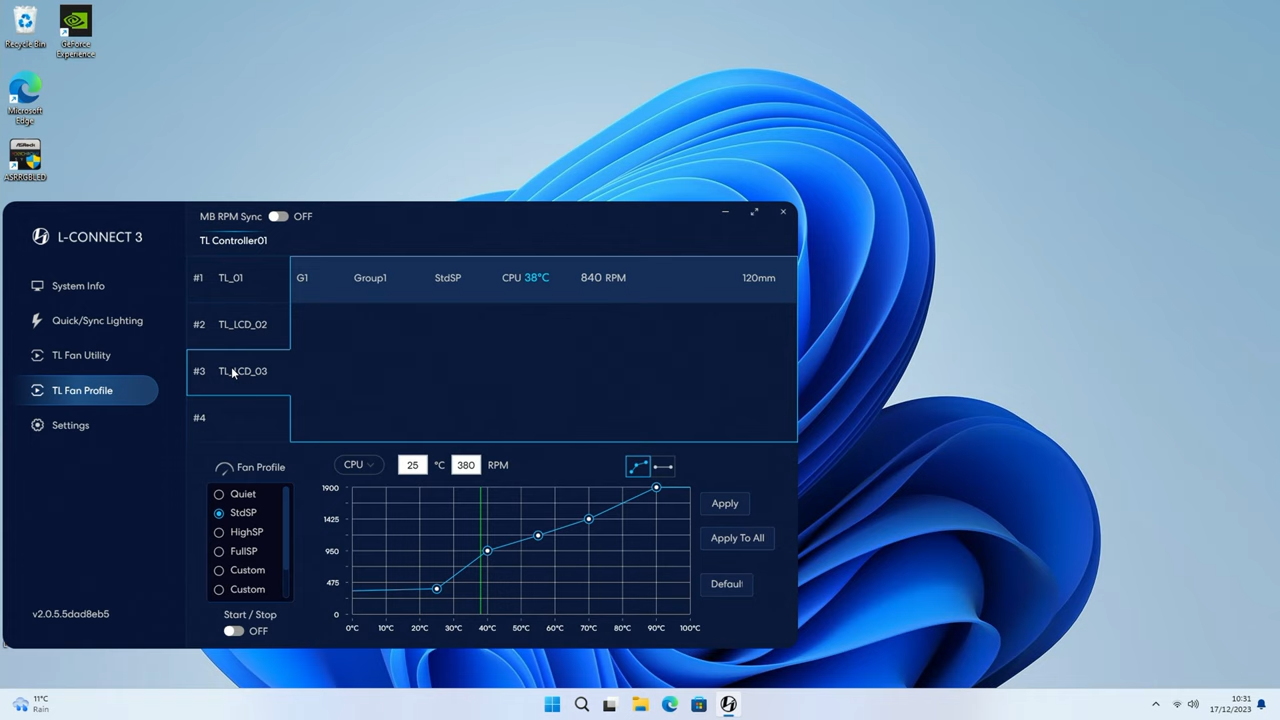 Recycle Bin
GeForce
Experience
Microsoft
Edge
ASRock
ASRRGBLED
L-CONNECT 3
System Info
Quick/Sync Lighting
TL Fan Utility
TL Fan Profile
Settings
v2.0.5.5dad8eb5
MB RPM Sync OFF
TL Controller01
#1 TL_01 G1 Group1 StdSP CPU 38°C 840 RPM 120mm
#2 TL_LCD_02
#3 TL_LCD_03
#4
Fan Profile
Quiet
StdSP
HighSP
FullSP
Custom
Custom
Start / Stop
OFF
CPU 25 °C 380 RPM
1900
1425
950
475
0
0°C 10°C 20°C 30°C 40°C 50°C 60°C 70°C 80°C 90°C 100°C
Apply
Apply To All
Default
11°C
Rain
10:31
17/12/2023